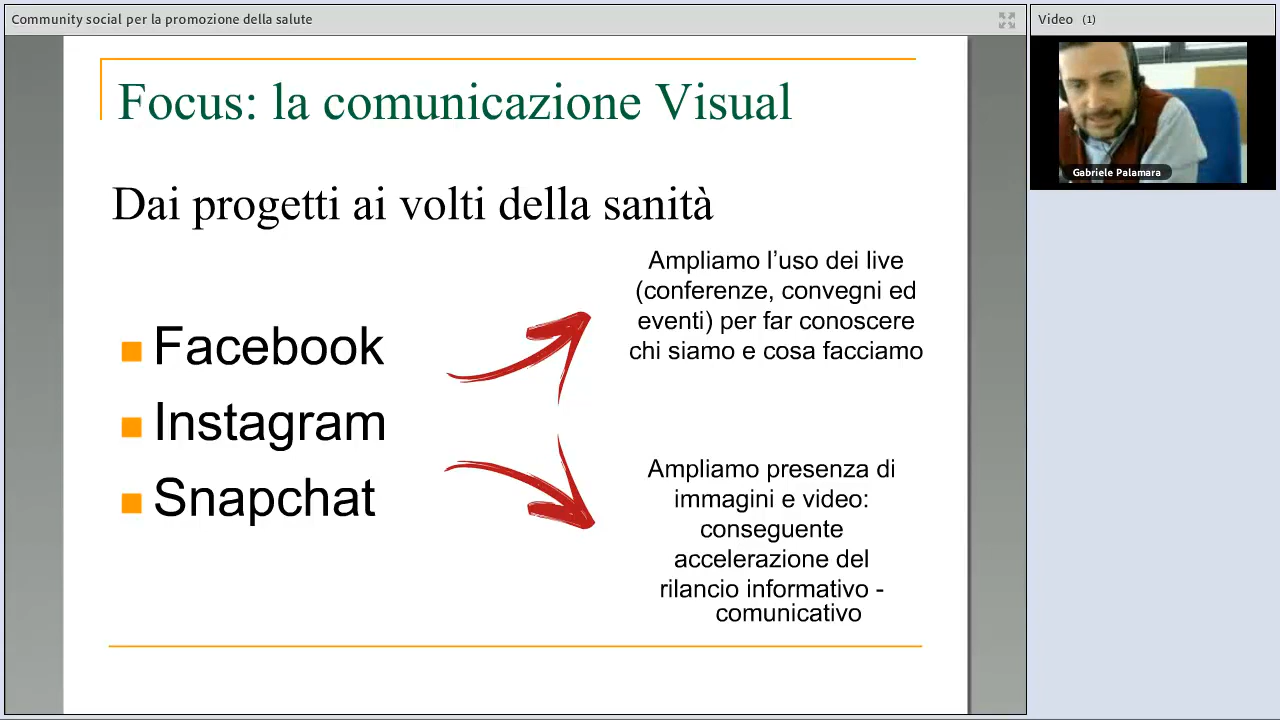 Community social per la promozione della salute
Video (1)
Gabriele Palamara
Focus: la comunicazione Visual
Dai progetti ai volti della sanità
Facebook
Instagram
Snapchat
Ampliamo l’uso dei live
(conferenze, convegni ed
eventi) per far conoscere
chi siamo e cosa facciamo
Ampliamo presenza di
immagini e video:
conseguente
accelerazione del
rilancio informativo -
comunicativo